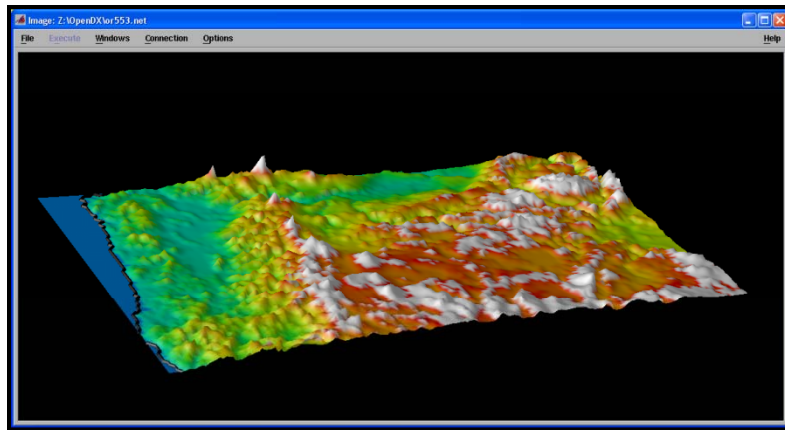 Image: Z:\OpenDX\or553.net
File Execute Windows Connection Options Help